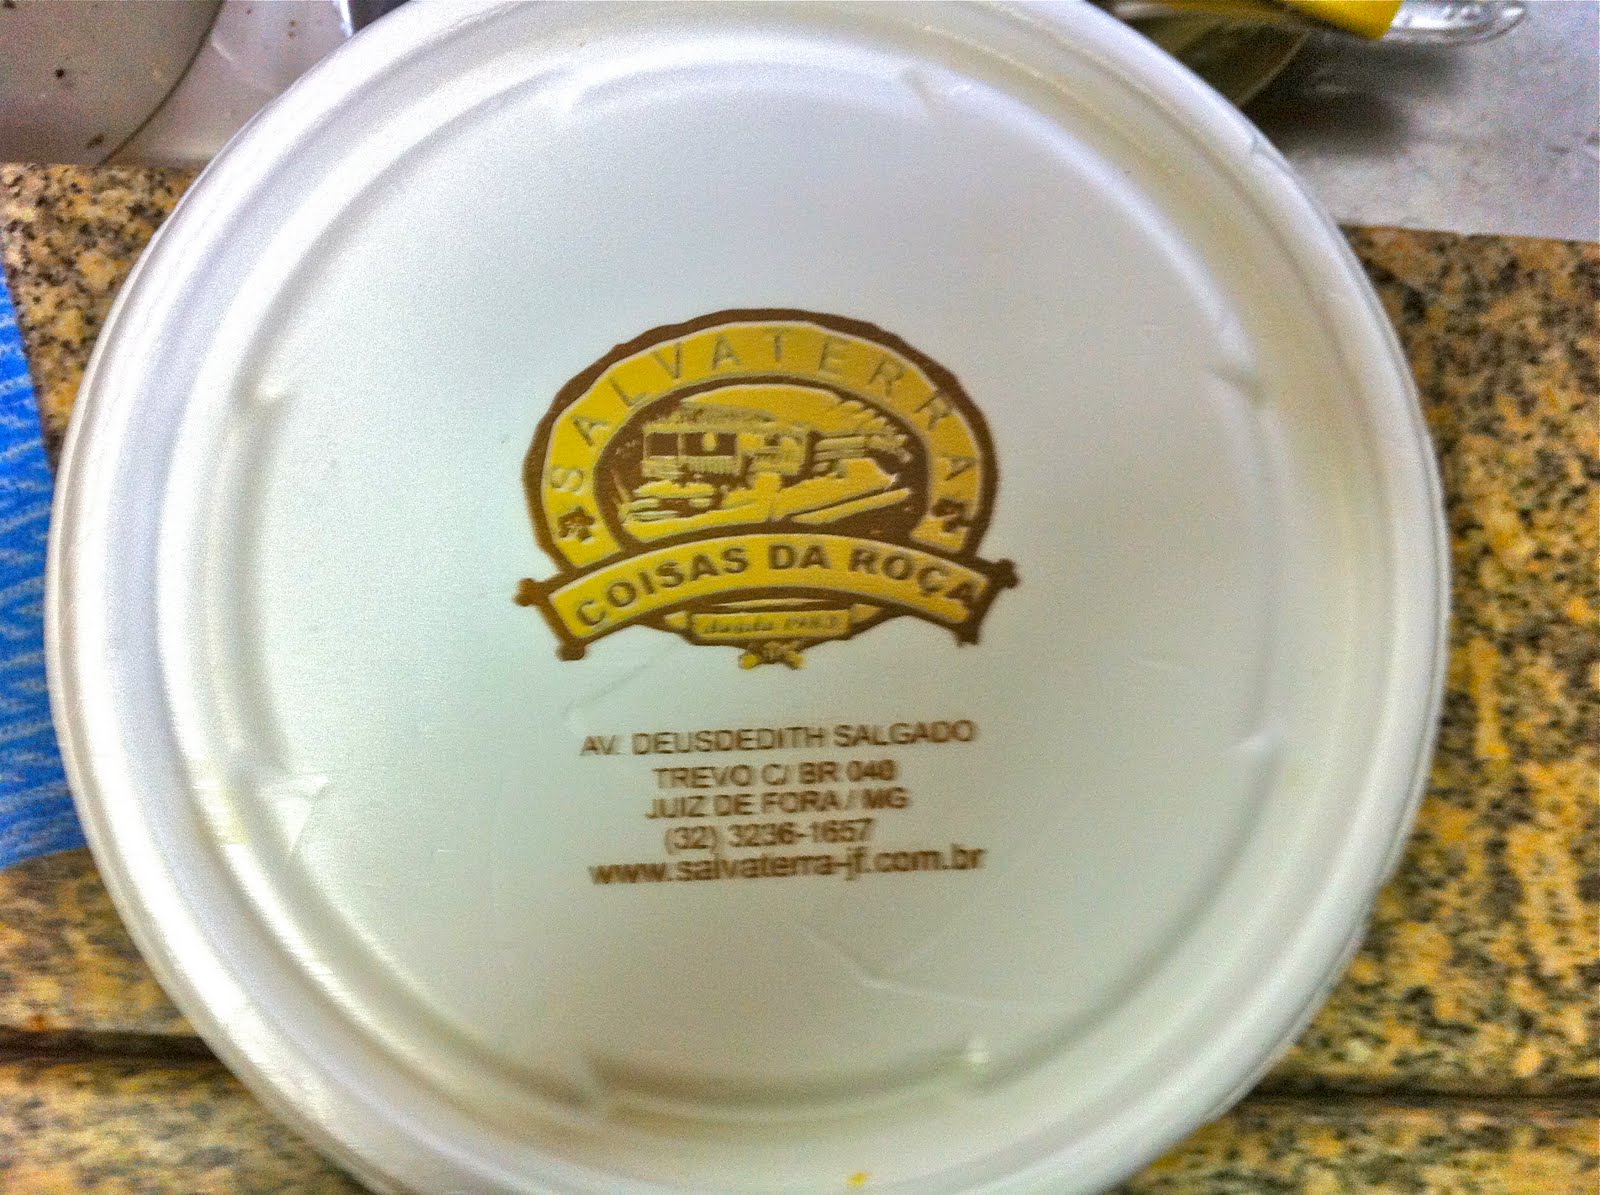 SALVATERRA
COISAS DA ROÇA
desde
AV. DEUSDEDITH SALGADO
TREVO C/ BR 040
JUIZ DE FORA / MG
(32) 3236-1657
www.salvaterra-jf.com.br